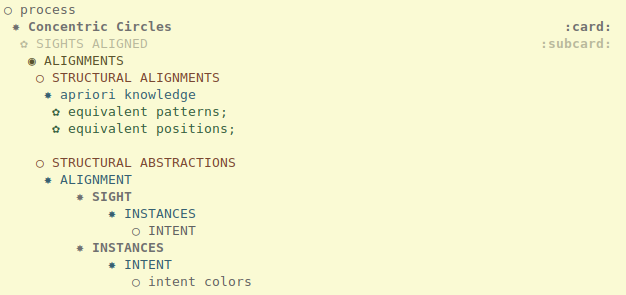 ○ process
✸ Concentric Circles :card:
✿ SIGHTS ALIGNED :subcard:
◉ ALIGNMENTS
○ STRUCTURAL ALIGNMENTS
✸ apriori knowledge
✿ equivalent patterns;
✿ equivalent positions;
○ STRUCTURAL ABSTRACTIONS
✸ ALIGNMENT
✸ SIGHT
✸ INSTANCES
○ INTENT
✸ INSTANCES
✸ INTENT
○ intent colors